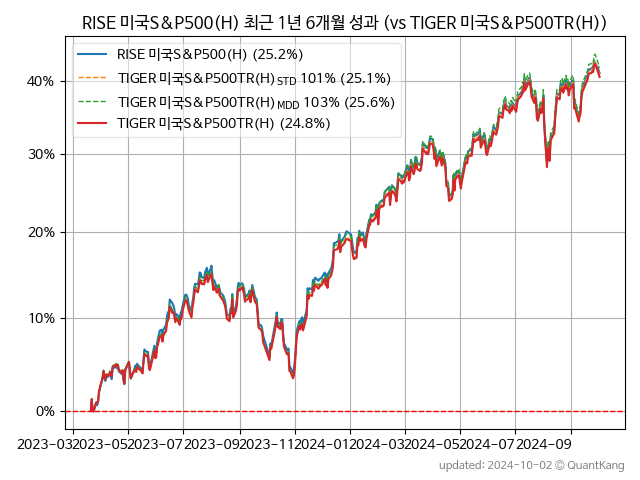 RISE 미국S&P500(H) 최근 1년 6개월 성과 (vs TIGER 미국S&P500TR(H))
RISE 미국S&P500(H) (25.2%)
TIGER 미국S&P500TR(H) STD 101% (25.1%)
TIGER 미국S&P500TR(H) MDD 103% (25.6%)
TIGER 미국S&P500TR(H) (24.8%)
40%
30%
20%
10%
0%
2023-03 2023-05 2023-07 2023-09 2023-11 2024-01 2024-03 2024-05 2024-07 2024-09
updated: 2024-10-02 © QuantKang